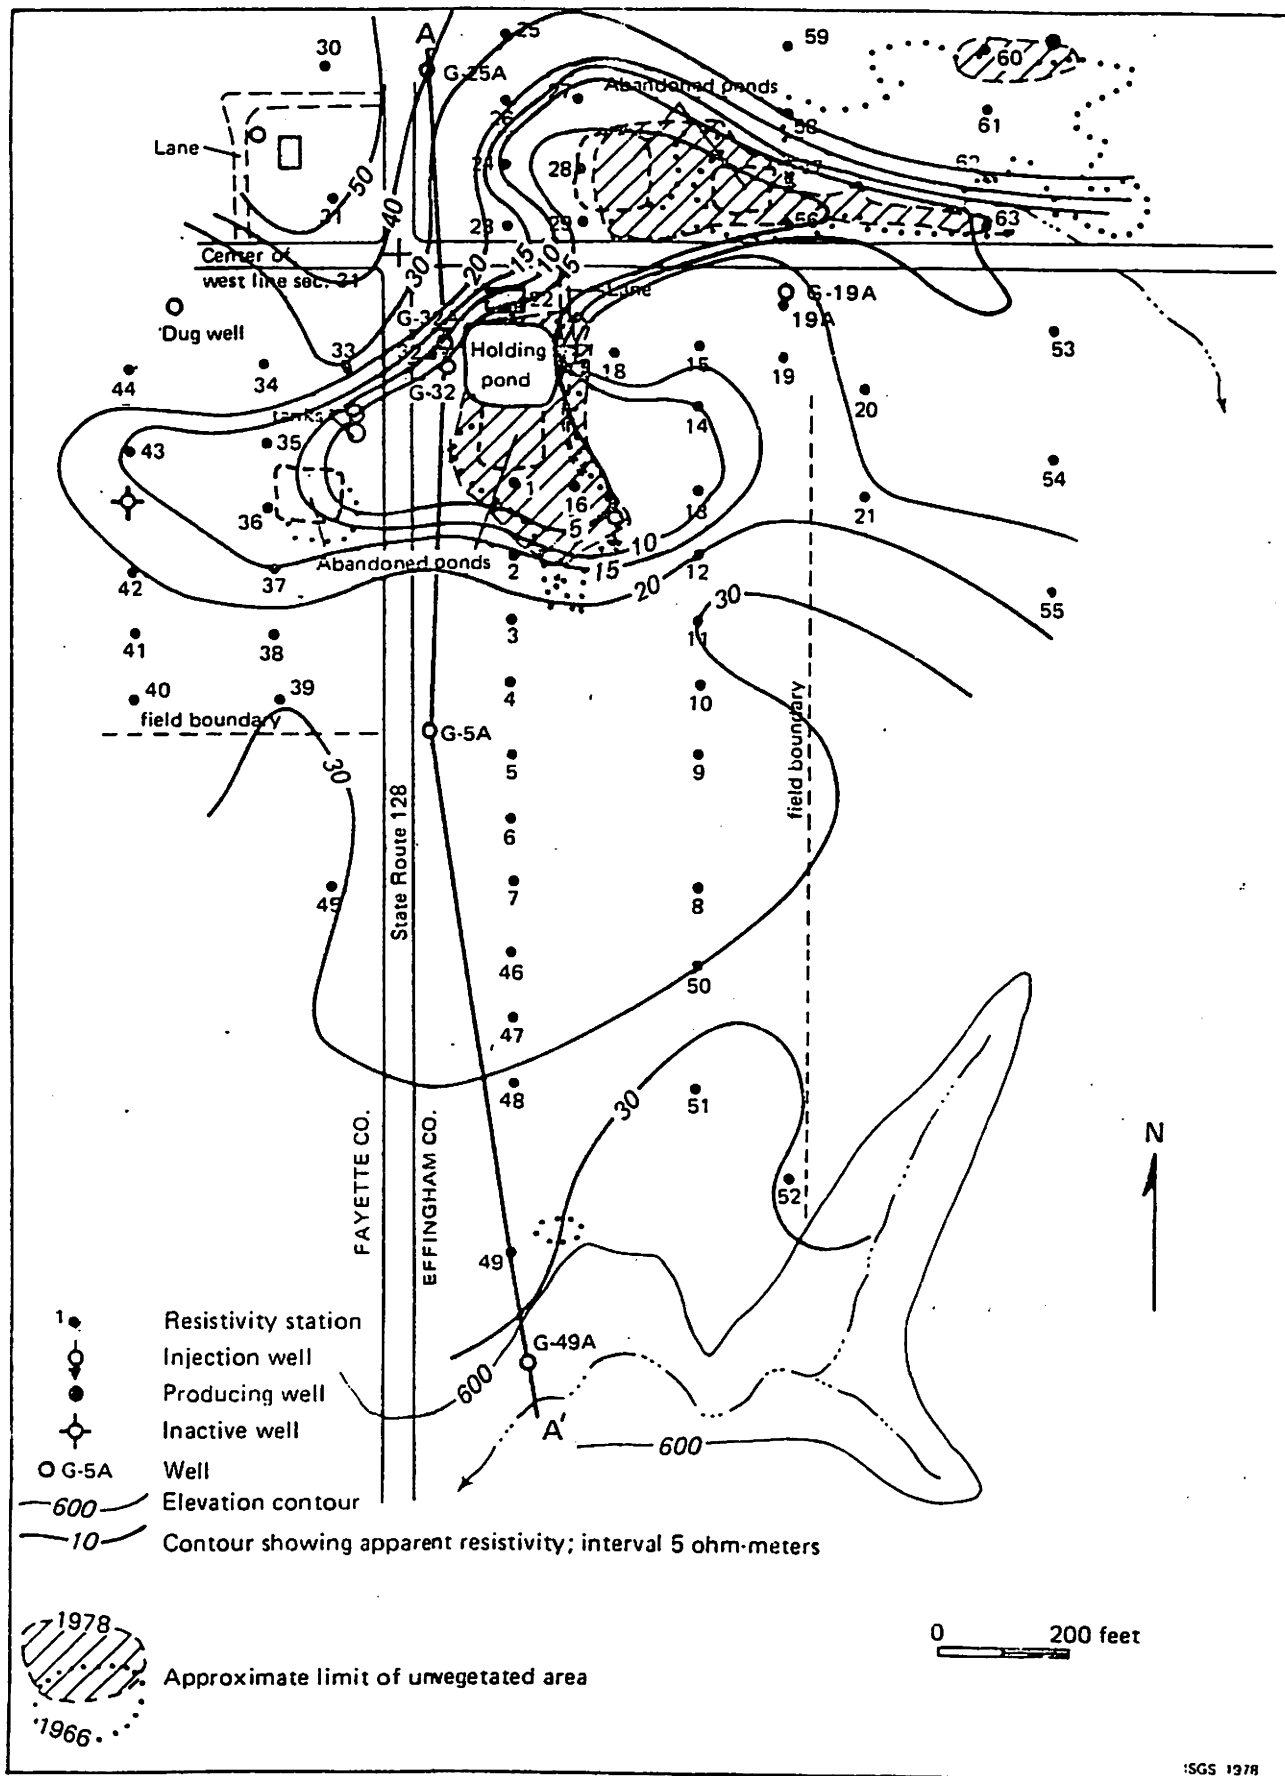 A
25
59
30
60
G-25A
Abandoned ponds
27
26
58
61
Lane
24
28
57
62
50
40
31
23
29
56
63
Center of
west line sec. 31
30
20
15
10
5
22
Lane
G-19A
19A
Dug well
G-32A
33
32
Holding
pond
18
15
19
53
44
34
G-32
20
tanks
14
43
35
54
1
16
13
36
5
10
21
Abandoned ponds
15
2
12
42
37
20
55
30
3
11
41
38
4
10
40
39
field boundary
G-5A
30
5
9
field boundary
State Route 128
6
7
8
45
46
50
47
48
51
30
FAYETTE CO.
EFFINGHAM CO.
N
52
49
G-49A
600
A'
600
1 Resistivity station
Injection well
Producing well
Inactive well
G-5A Well
600 Elevation contour
10 Contour showing apparent resistivity; interval 5 ohm-meters
1978
Approximate limit of unvegetated area
1966
0 200 feet
ISGS 1978